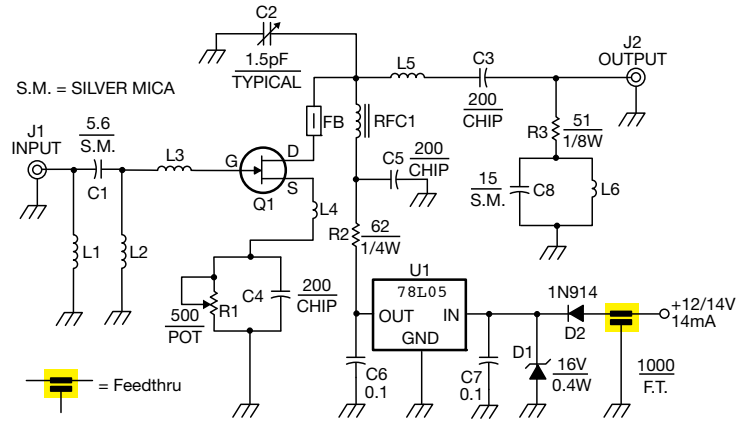 C2
1.5pF
TYPICAL
J2
OUTPUT
L5
C3
200
CHIP
S.M. = SILVER MICA
FB
RFC1
J1
INPUT
5.6
S.M.
C1
L3
G
D
S
Q1
C5
200
CHIP
R3
51
1/8W
15
S.M.
C8
L6
L1
L2
L4
R2
62
1/4W
500
POT
R1
C4
200
CHIP
U1
78L05
OUT
IN
GND
1N914
D2
+12/14V
14mA
C6
0.1
C7
0.1
D1
16V
0.4W
1000
F.T.
= Feedthru